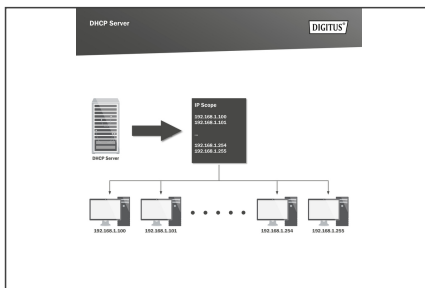 DHCP Server
DIGITUS®
IP Scope
192.168.1.100
192.168.1.101
...
192.168.1.254
192.168.1.255
DHCP Server
192.168.1.100
192.168.1.101
192.168.1.254
192.168.1.255